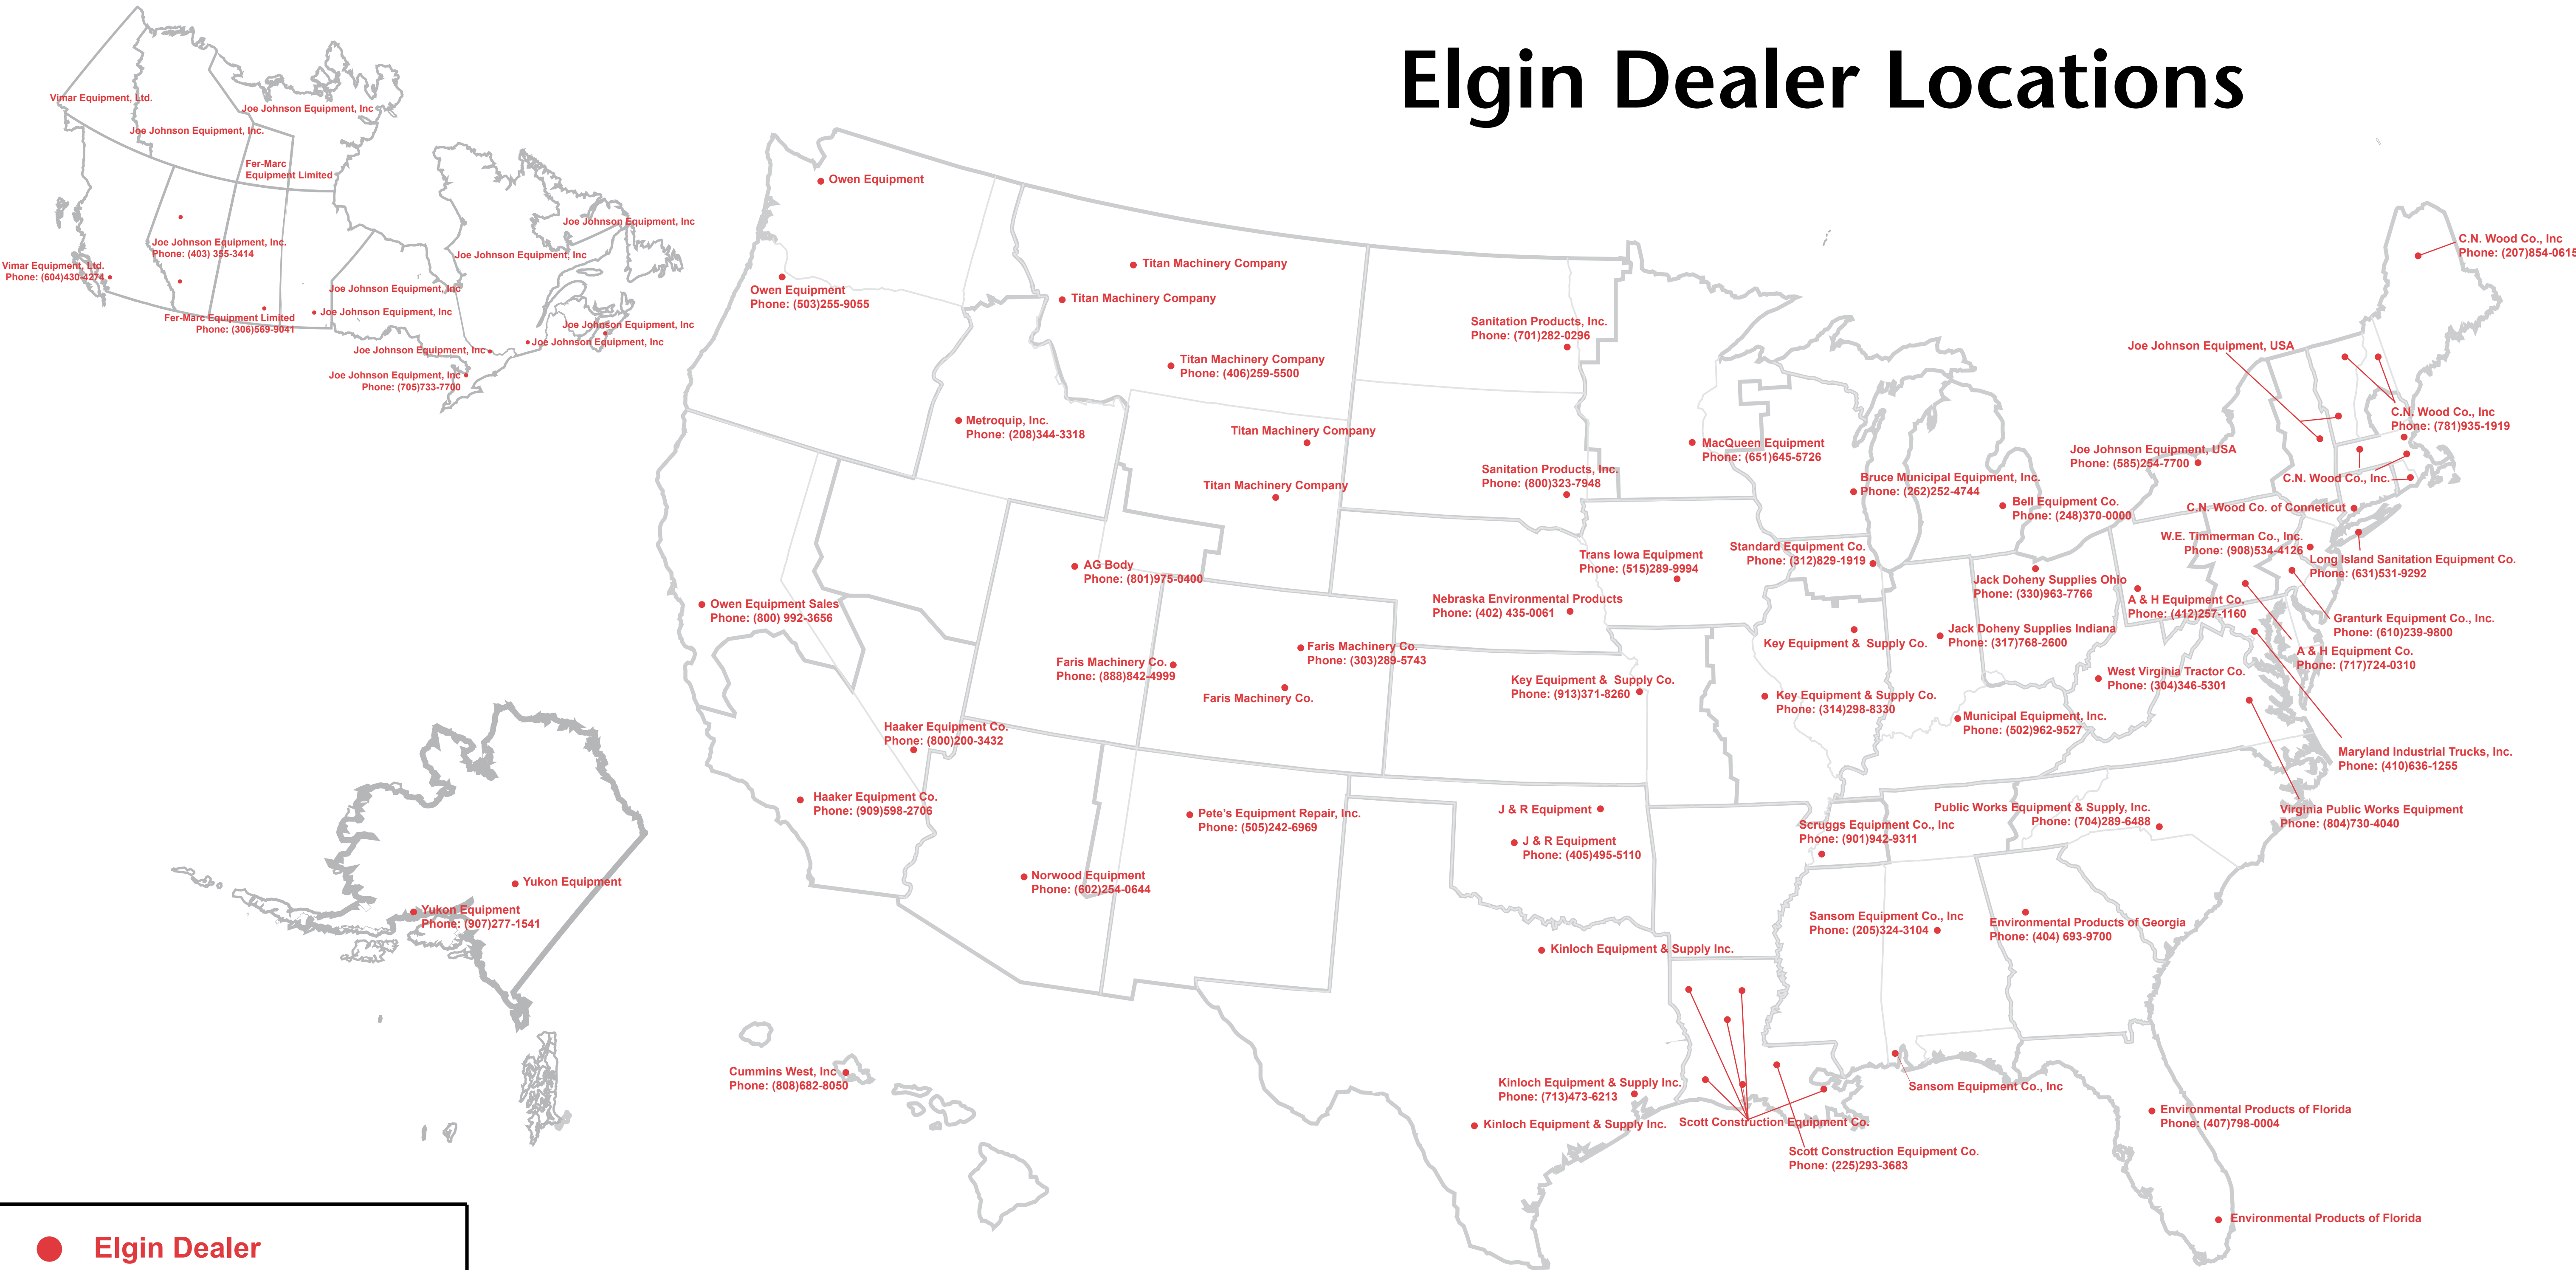 Elgin Dealer Locations
Vimar Equipment, Ltd.
Joe Johnson Equipment, Inc
Joe Johnson Equipment, Inc.
Fer-Marc
Equipment Limited
Joe Johnson Equipment, Inc.
Phone: (403) 355-3414
Vimar Equipment, Ltd.
Phone: (604)430-4274
Fer-Marc Equipment Limited
Phone: (306)569-9041
Joe Johnson Equipment, Inc
Joe Johnson Equipment, Inc
Joe Johnson Equipment, Inc
Joe Johnson Equipment, Inc
Joe Johnson Equipment, Inc
Joe Johnson Equipment, Inc
Joe Johnson Equipment, Inc
Joe Johnson Equipment, Inc
Phone: (705)733-7700
Owen Equipment
Owen Equipment
Phone: (503)255-9055
Titan Machinery Company
Titan Machinery Company
Titan Machinery Company
Phone: (406)259-5500
Metroquip, Inc.
Phone: (208)344-3318
Titan Machinery Company
Titan Machinery Company
Sanitation Products, Inc.
Phone: (701)282-0296
Sanitation Products, Inc.
Phone: (800)323-7948
MacQueen Equipment
Phone: (651)645-5726
Bruce Municipal Equipment, Inc.
Phone: (262)252-4744
Bell Equipment Co.
Phone: (248)370-0000
C.N. Wood Co., Inc
Phone: (207)854-0615
Joe Johnson Equipment, USA
C.N. Wood Co., Inc
Phone: (781)935-1919
Joe Johnson Equipment, USA
Phone: (585)254-7700
C.N. Wood Co., Inc.
C.N. Wood Co. of Conneticut
W.E. Timmerman Co., Inc.
Phone: (908)534-4126
Long Island Sanitation Equipment Co.
Phone: (631)531-9292
AG Body
Phone: (801)975-0400
Trans Iowa Equipment
Phone: (515)289-9994
Standard Equipment Co.
Phone: (312)829-1919
Jack Doheny Supplies Ohio
Phone: (330)963-7766
A & H Equipment Co.
Phone: (412)257-1160
Granturk Equipment Co., Inc.
Phone: (610)239-9800
Owen Equipment Sales
Phone: (800) 992-3656
Nebraska Environmental Products
Phone: (402) 435-0061
Key Equipment & Supply Co.
Jack Doheny Supplies Indiana
Phone: (317)768-2600
A & H Equipment Co.
Phone: (717)724-0310
Faris Machinery Co.
Phone: (888)842-4999
Faris Machinery Co.
Phone: (303)289-5743
Faris Machinery Co.
Key Equipment & Supply Co.
Phone: (913)371-8260
Key Equipment & Supply Co.
Phone: (314)298-8330
West Virginia Tractor Co.
Phone: (304)346-5301
Municipal Equipment, Inc.
Phone: (502)962-9527
Haaker Equipment Co.
Phone: (800)200-3432
Maryland Industrial Trucks, Inc.
Phone: (410)636-1255
Haaker Equipment Co.
Phone: (909)598-2706
Pete's Equipment Repair, Inc.
Phone: (505)242-6969
J & R Equipment
J & R Equipment
Phone: (405)495-5110
Scruggs Equipment Co., Inc
Phone: (901)942-9311
Public Works Equipment & Supply, Inc.
Phone: (704)289-6488
Virginia Public Works Equipment
Phone: (804)730-4040
Norwood Equipment
Phone: (602)254-0644
Yukon Equipment
Yukon Equipment
Phone: (907)277-1541
Sansom Equipment Co., Inc
Phone: (205)324-3104
Environmental Products of Georgia
Phone: (404) 693-9700
Kinloch Equipment & Supply Inc.
Cummins West, Inc
Phone: (808)682-8050
Kinloch Equipment & Supply Inc.
Phone: (713)473-6213
Kinloch Equipment & Supply Inc.
Scott Construction Equipment Co.
Sansom Equipment Co., Inc
Scott Construction Equipment Co.
Phone: (225)293-3683
Environmental Products of Florida
Phone: (407)798-0004
Environmental Products of Florida
Elgin Dealer